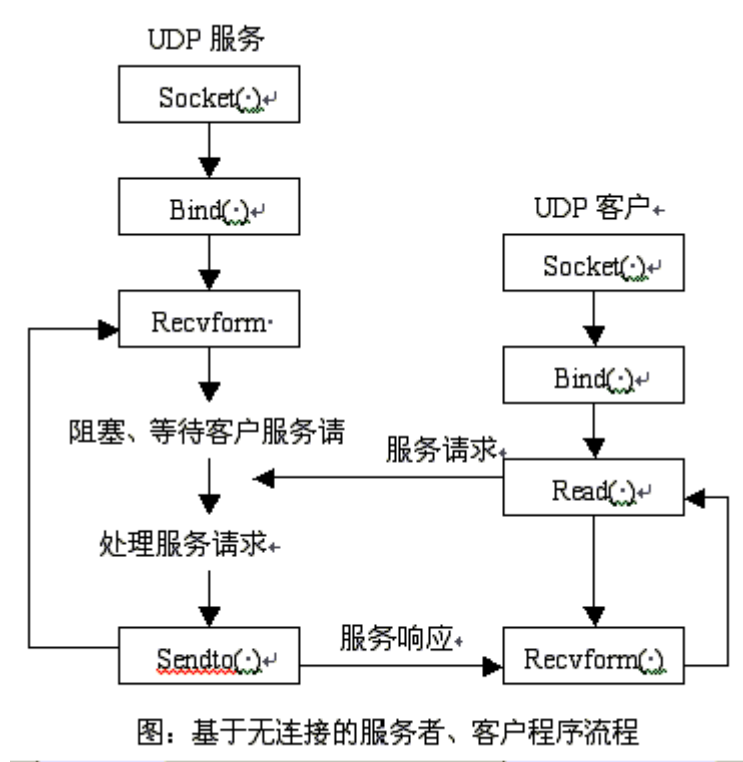 UDP 服务
Socket(·)↵
Bind(·)↵
Recvform·
阻塞、等待客户服务请
处理服务请求↵
Sendto(·)↵
服务请求↵
服务响应↵
UDP 客户↵
Socket(·)↵
Bind(·)↵
Read(·)↵
Recvform(·)
图：基于无连接的服务者、客户程序流程